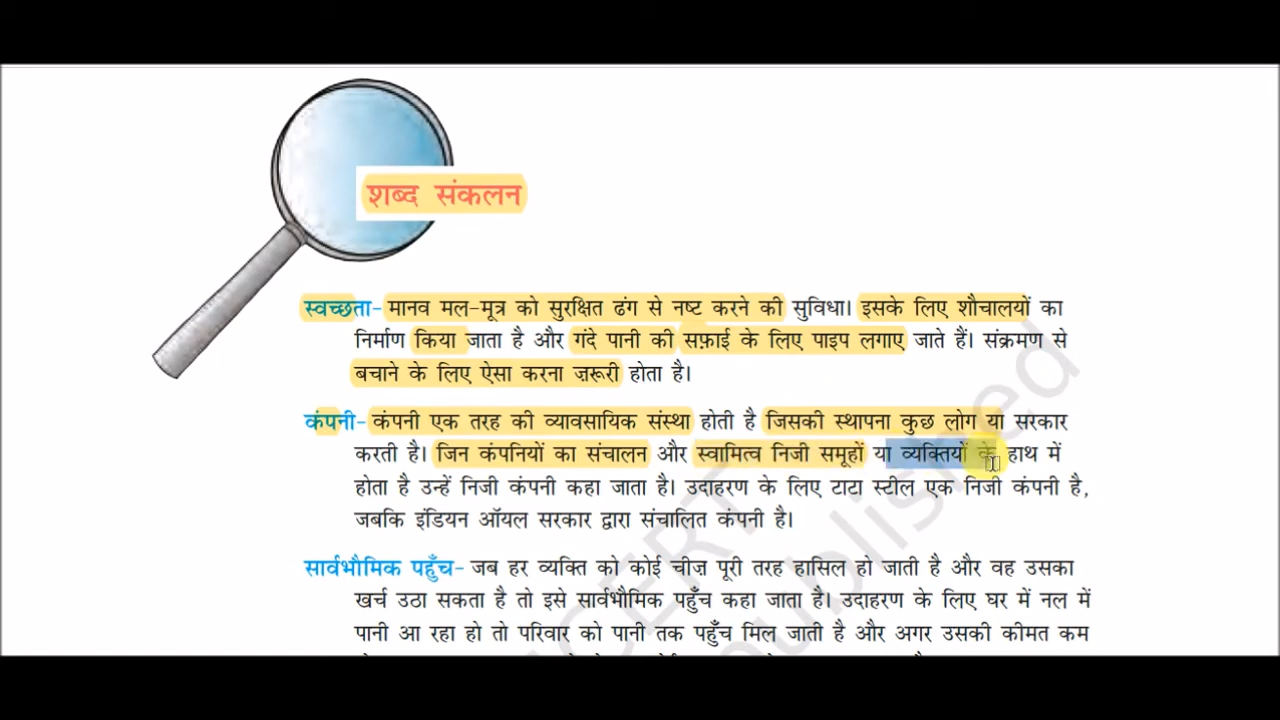 शब्द संकलन
स्वच्छता- मानव मल-मूत्र को सुरक्षित ढंग से नष्ट करने की सुविधा। इसके लिए शौचालयों का
निर्माण किया जाता है और गंदे पानी की सफ़ाई के लिए पाइप लगाए जाते हैं। संक्रमण से
बचाने के लिए ऐसा करना ज़रूरी होता है।
कंपनी- कंपनी एक तरह की व्यावसायिक संस्था होती है जिसकी स्थापना कुछ लोग या सरकार
करती है। जिन कंपनियों का संचालन और स्वामित्व निजी समूहों या व्यक्तियों के हाथ में
होता है उन्हें निजी कंपनी कहा जाता है। उदाहरण के लिए टाटा स्टील एक निजी कंपनी है,
जबकि इंडियन ऑयल सरकार द्वारा संचालित कंपनी है।
सार्वभौमिक पहुँच- जब हर व्यक्ति को कोई चीज़ पूरी तरह हासिल हो जाती है और वह उसका
खर्च उठा सकता है तो इसे सार्वभौमिक पहुँच कहा जाता है। उदाहरण के लिए घर में नल में
पानी आ रहा हो तो परिवार को पानी तक पहुँच मिल जाती है और अगर उसकी कीमत कम